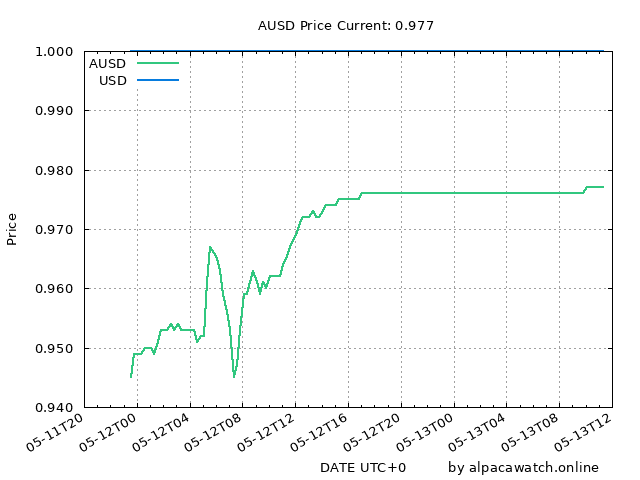 AUSD Price Current: 0.977
1.000
AUSD
USD
0.990
0.980
0.970
Price
0.960
0.950
0.940
05-11T20
05-12T00
05-12T04
05-12T08
05-12T12
05-12T16
05-12T20
05-13T00
05-13T04
05-13T08
05-13T12
DATE UTC+0
by alpacawatch.online